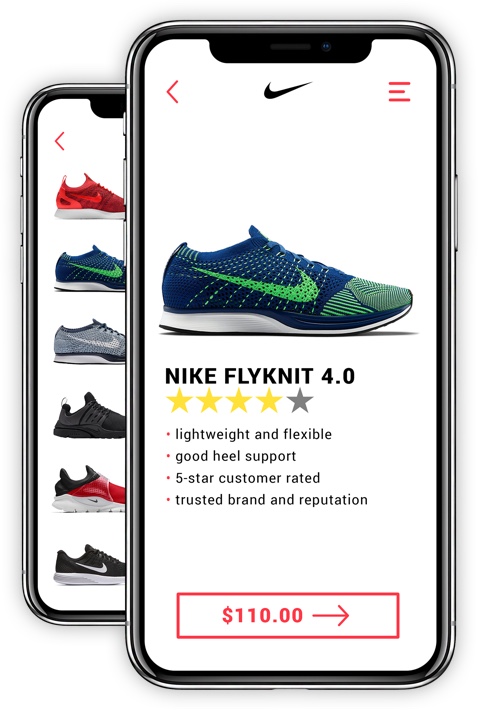 NIKE FLYKNIT 4.0
lightweight and flexible
good heel support
5-star customer rated
trusted brand and reputation
$110.00